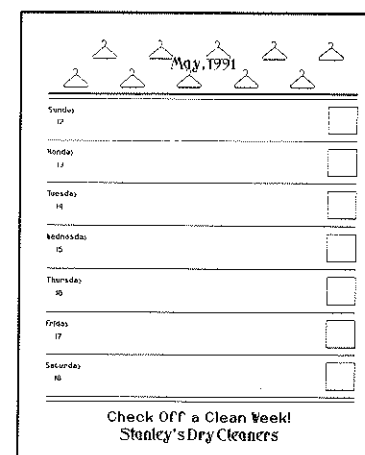 May, 1991
Sunday
12
Monday
13
Tuesday
14
Wednesday
15
Thursday
16
Friday
17
Saturday
18
Check Off a Clean Week!
Stanley's Dry Cleaners